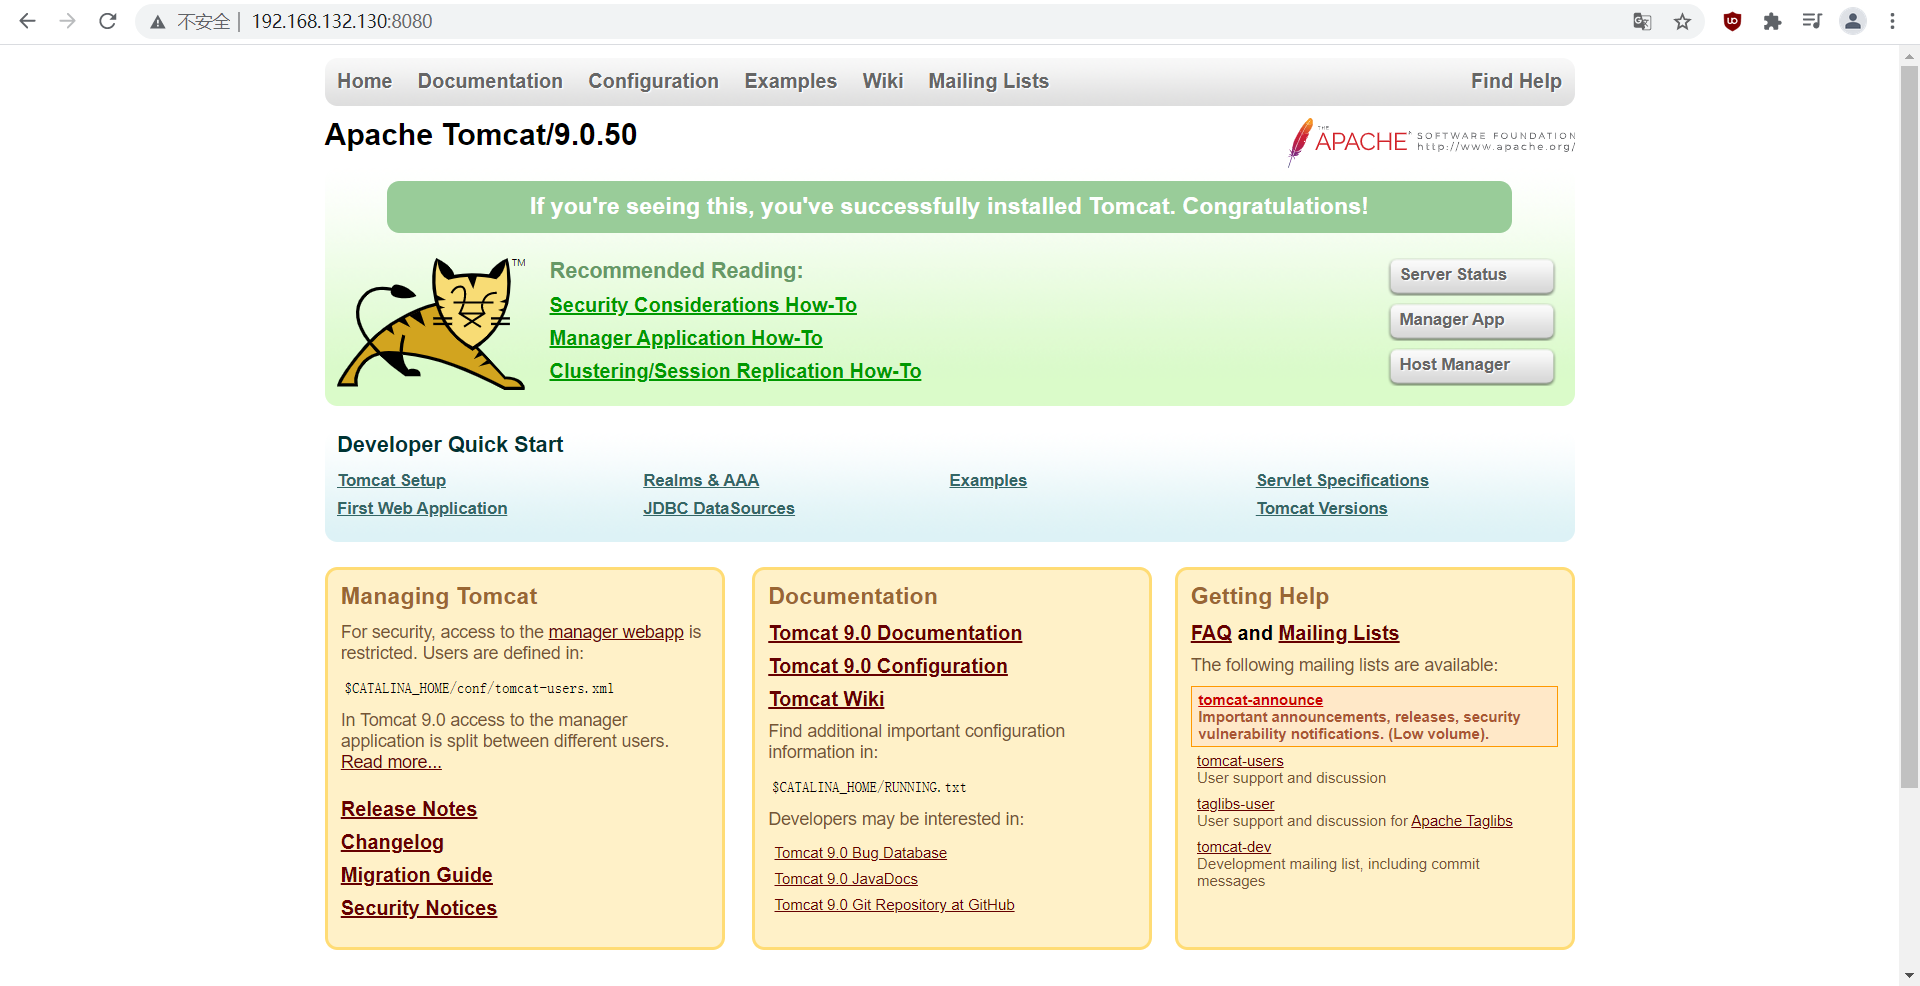 不安全 | 192.168.132.130:8080
Home Documentation Configuration Examples Wiki Mailing Lists Find Help
Apache Tomcat/9.0.50
THE APACHE SOFTWARE FOUNDATION
http://www.apache.org/
If you're seeing this, you've successfully installed Tomcat. Congratulations!
TM
Recommended Reading:
Security Considerations How-To
Manager Application How-To
Clustering/Session Replication How-To
Server Status
Manager App
Host Manager
Developer Quick Start
Tomcat Setup
First Web Application
Realms & AAA
JDBC DataSources
Examples
Servlet Specifications
Tomcat Versions
Managing Tomcat
For security, access to the manager webapp is
restricted. Users are defined in:
$CATALINA_HOME/conf/tomcat-users.xml
In Tomcat 9.0 access to the manager
application is split between different users.
Read more...
Release Notes
Changelog
Migration Guide
Security Notices
Documentation
Tomcat 9.0 Documentation
Tomcat 9.0 Configuration
Tomcat Wiki
Find additional important configuration
information in:
$CATALINA_HOME/RUNNING.txt
Developers may be interested in:
Tomcat 9.0 Bug Database
Tomcat 9.0 JavaDocs
Tomcat 9.0 Git Repository at GitHub
Getting Help
FAQ and Mailing Lists
The following mailing lists are available:
tomcat-announce
Important announcements, releases, security
vulnerability notifications. (Low volume).
tomcat-users
User support and discussion
taglibs-user
User support and discussion for Apache Taglibs
tomcat-dev
Development mailing list, including commit
messages